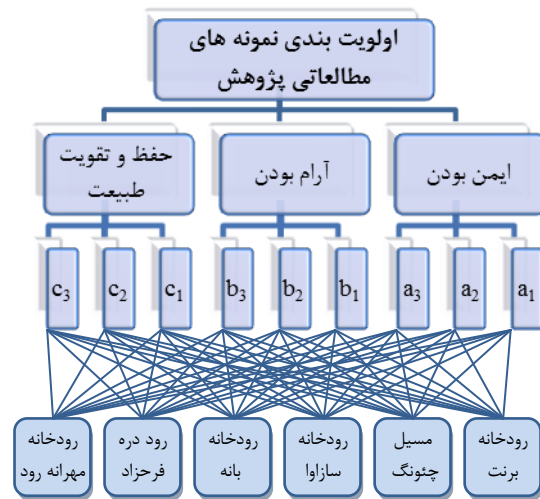 اولویت بندی نمونه های
مطالعاتی پژوهش
ایمن بودن
آرام بودن
حفظ و تقویت
طبیعت
a1
a2
a3
b1
b2
b3
c1
c2
c3
رودخانه
برنت
مسیل
چئونگ
رودخانه
سازاوا
رودخانه
بانه
رود دره
فرحزاد
رودخانه
مهرانه رود